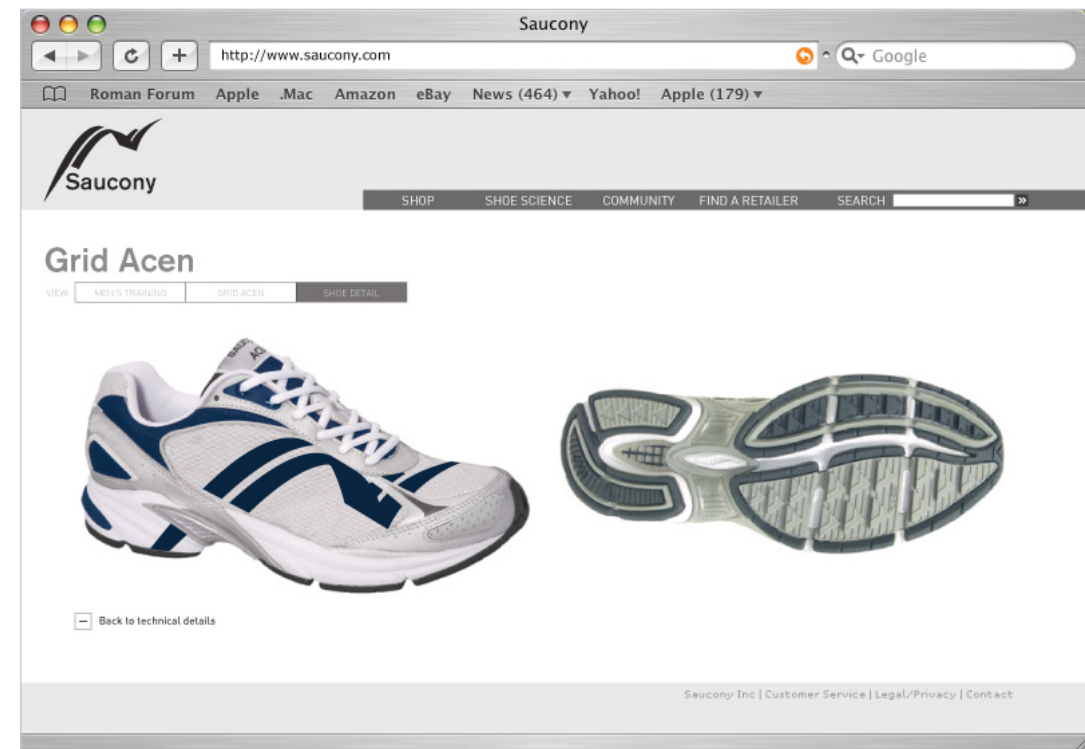 Saucony
http://www.saucony.com
Google
Roman Forum Apple .Mac Amazon eBay News (464) Yahoo! Apple (179)
Saucony
SHOP SHOE SCIENCE COMMUNITY FIND A RETAILER SEARCH »
Grid Acen
VIEW MEN'S TRAINING GRID ACEN SHOE DETAIL
Back to technical details
Saucony Inc | Customer Service | Legal/Privacy | Contact